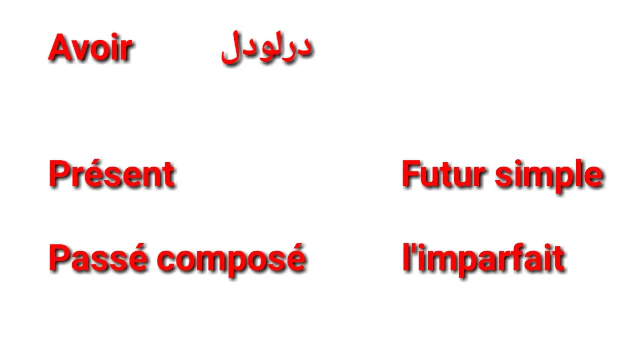 Avoir درلودل
Présent Futur simple
Passé composé l'imparfait